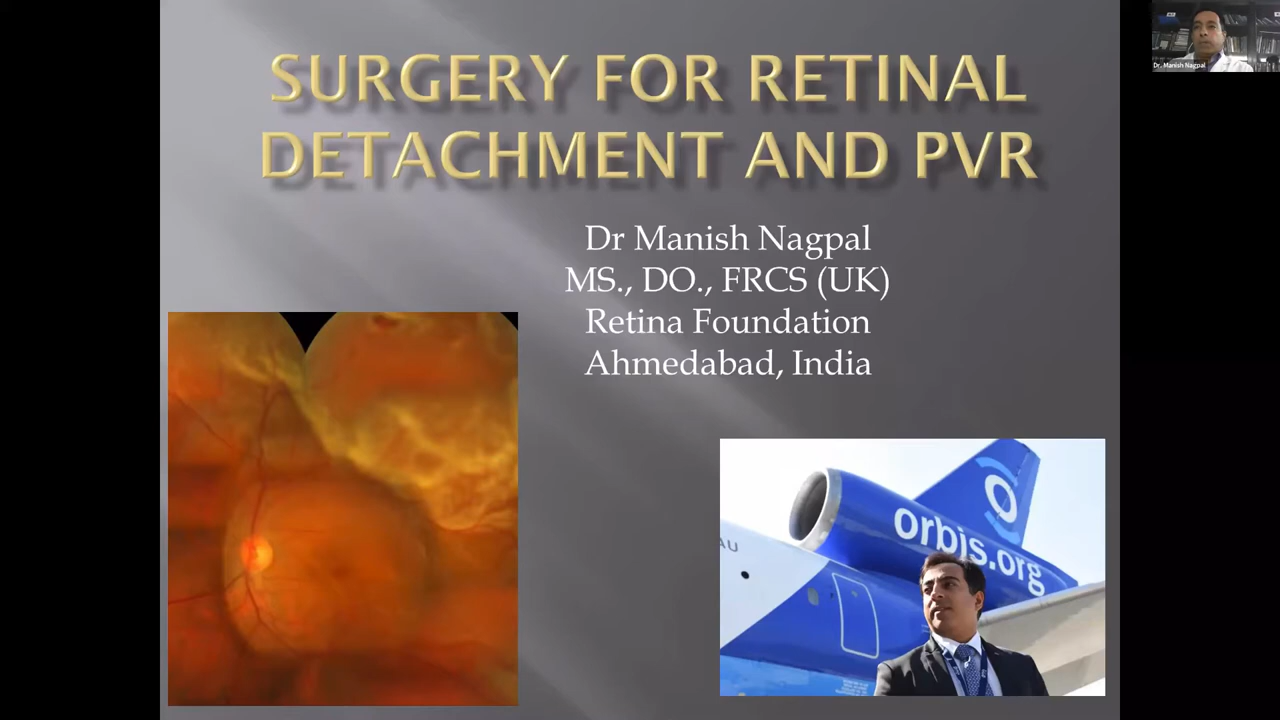 SURGERY FOR RETINAL
DETACHMENT AND PVR
Dr Manish Nagpal
MS., DO., FRCS (UK)
Retina Foundation
Ahmedabad, India
orbis.org
AU
Dr. Manish Nagpal